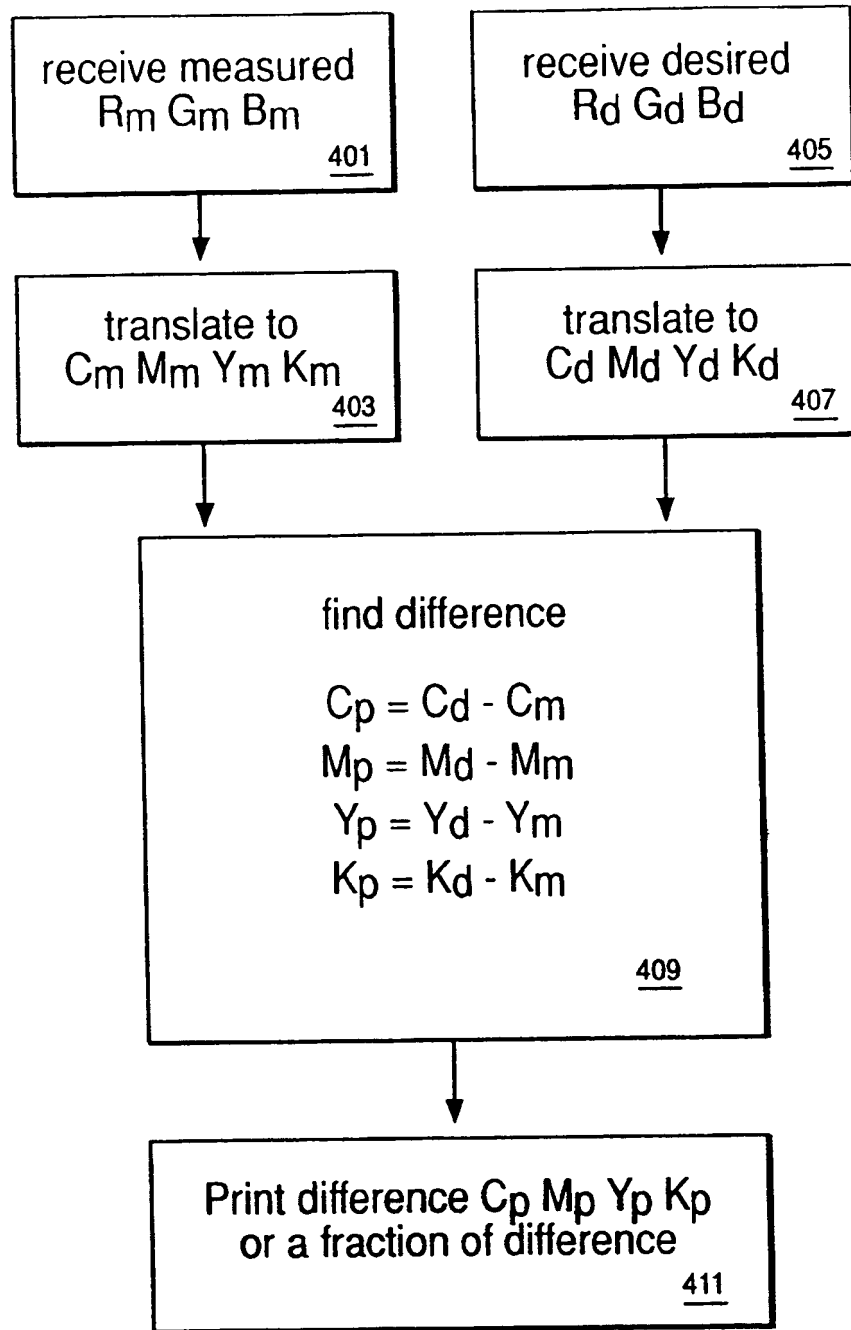 receive measured
Rm Gm Bm
401
receive desired
Rd Gd Bd
405
translate to
Cm Mm Ym Km
403
translate to
Cd Md Yd Kd
407
find difference
Cp = Cd - Cm
Mp = Md - Mm
Yp = Yd - Ym
Kp = Kd - Km
409
Print difference Cp Mp Yp Kp
or a fraction of difference
411